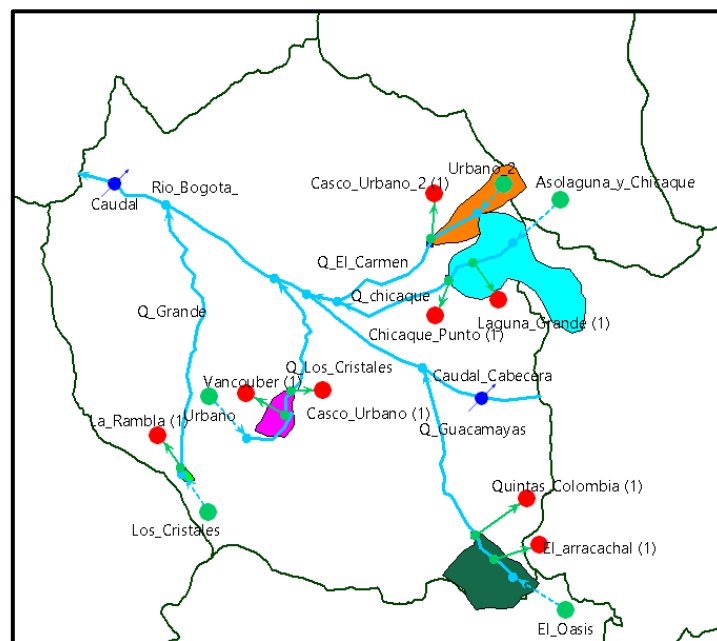 Urbano_2
Casco_Urbano_2 (1)
Asolaguna_y_Chicaque
Rio_Bogota_
Caudal
Q_El_Carmen
Q_chicaque
Q_Grande
Laguna_Grande (1)
Chicaque_Punto (1)
Q_Los_Cristales
Caudal_Cabecera
Vancouber (1)
La_Rambla (1)
Urbano
Casco_Urbano (1)
Q_Guacamayas
Quintas_Colombia (1)
Los_Cristales
El_arracachal (1)
El_Oasis